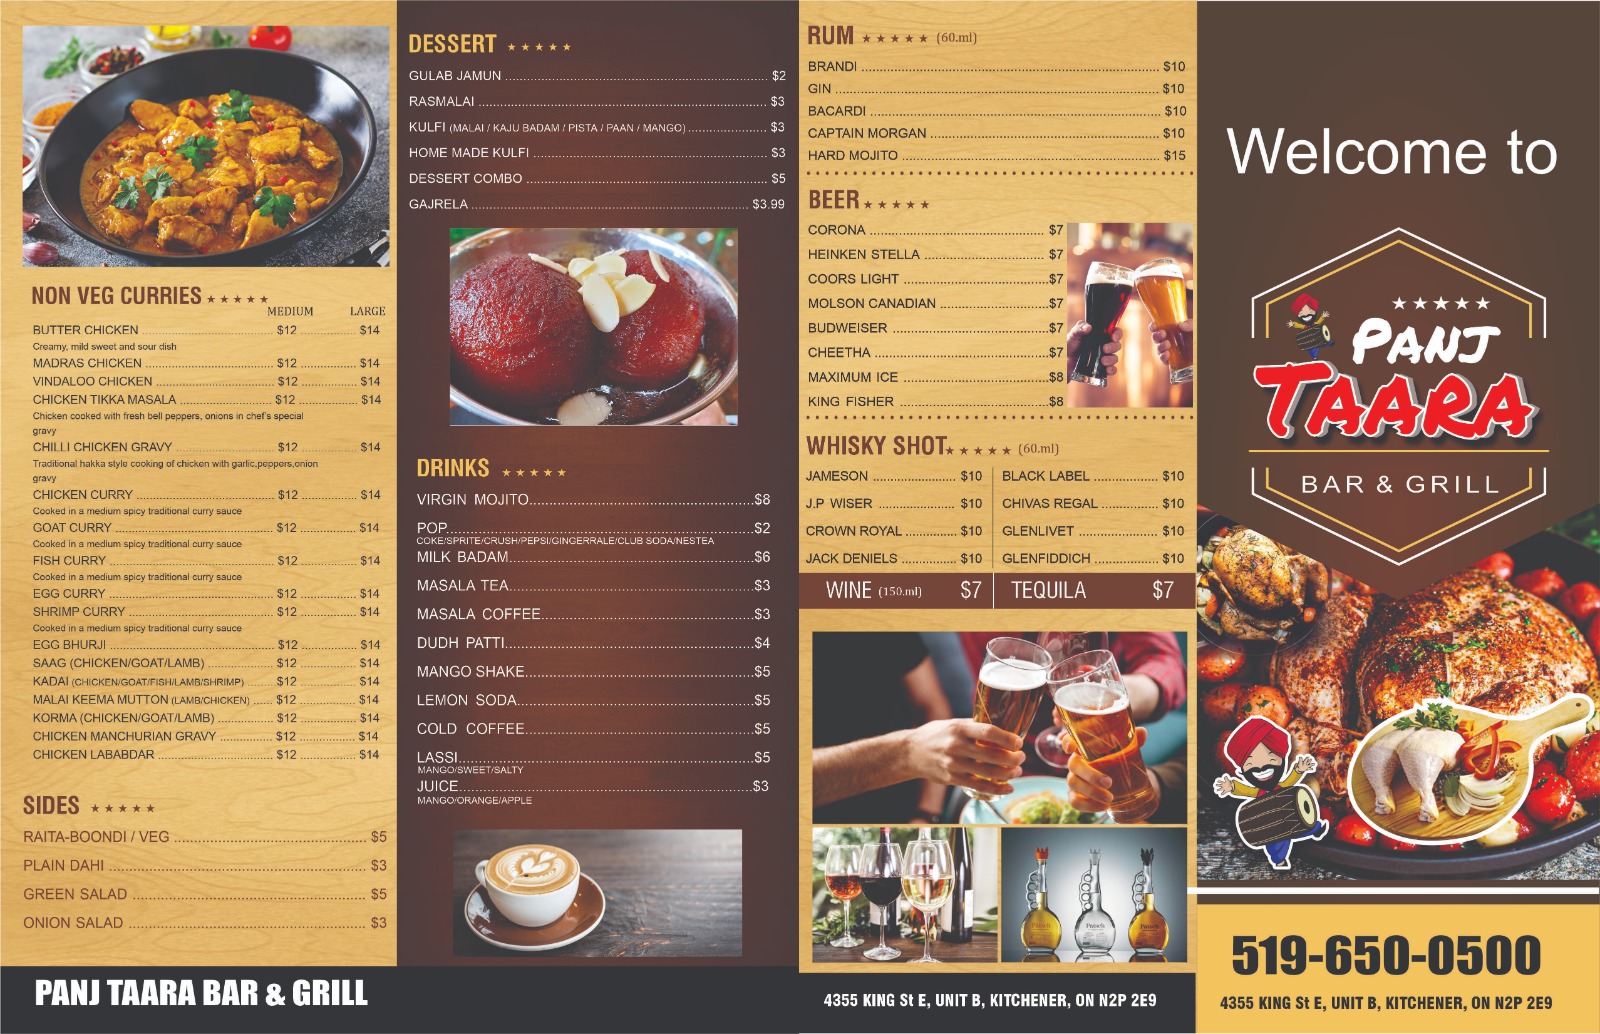 NON VEG CURRIES
MEDIUM LARGE
BUTTER CHICKEN $12 $14
Creamy, mild sweet and sour dish
MADRAS CHICKEN $12 $14
VINDALOO CHICKEN $12 $14
CHICKEN TIKKA MASALA $12 $14
Chicken cooked with fresh bell peppers, onions in chef's special
gravy
CHILLI CHICKEN GRAVY $12 $14
Traditional hakka style cooking of chicken with garlic,peppers,onion
gravy
CHICKEN CURRY $12 $14
Cooked in a medium spicy traditional curry sauce
GOAT CURRY $12 $14
Cooked in a medium spicy traditional curry sauce
FISH CURRY $12 $14
Cooked in a medium spicy traditional curry sauce
EGG CURRY $12 $14
SHRIMP CURRY $12 $14
Cooked in a medium spicy traditional curry sauce
EGG BHURJI $12 $14
SAAG (CHICKEN/GOAT/LAMB) $12 $14
KADAI (CHICKEN/GOAT/FISH/LAMB/SHRIMP) $12 $14
MALAI KEEMA MUTTON (LAMB/CHICKEN) $12 $14
KORMA (CHICKEN/GOAT/LAMB) $12 $14
CHICKEN MANCHURIAN GRAVY $12 $14
CHICKEN LABABDAR $12 $14
SIDES
RAITA-BOONDI / VEG $5
PLAIN DAHI $3
GREEN SALAD $5
ONION SALAD $3
PANJ TAARA BAR & GRILL
DESSERT
GULAB JAMUN $2
RASMALAI $3
KULFI (MALAI / KAJU BADAM / PISTA / PAAN / MANGO) $3
HOME MADE KULFI $3
DESSERT COMBO $5
GAJRELA $3.99
DRINKS
VIRGIN MOJITO $8
POP $2
COKE/SPRITE/CRUSH/PEPSI/GINGERRALE/CLUB SODA/NESTEA
MILK BADAM $6
MASALA TEA $3
MASALA COFFEE $3
DUDH PATTI $4
MANGO SHAKE $5
LEMON SODA $5
COLD COFFEE $5
LASSI $5
MANGO/SWEET/SALTY
JUICE $3
MANGO/ORANGE/APPLE
RUM (60.ml)
BRANDI $10
GIN $10
BACARDI $10
CAPTAIN MORGAN $10
HARD MOJITO $15
BEER
CORONA $7
HEINKEN STELLA $7
COORS LIGHT $7
MOLSON CANADIAN $7
BUDWEISER $7
CHEETHA $7
MAXIMUM ICE $8
KING FISHER $8
WHISKY SHOT (60.ml)
JAMESON $10 BLACK LABEL $10
J.P WISER $10 CHIVAS REGAL $10
CROWN ROYAL $10 GLENLIVET $10
JACK DENIELS $10 GLENFIDDICH $10
WINE (150.ml) $7 TEQUILA $7
4355 KING St E, UNIT B, KITCHENER, ON N2P 2E9
Welcome to
PANJ
TAARA
BAR & GRILL
519-650-0500
4355 KING St E, UNIT B, KITCHENER, ON N2P 2E9